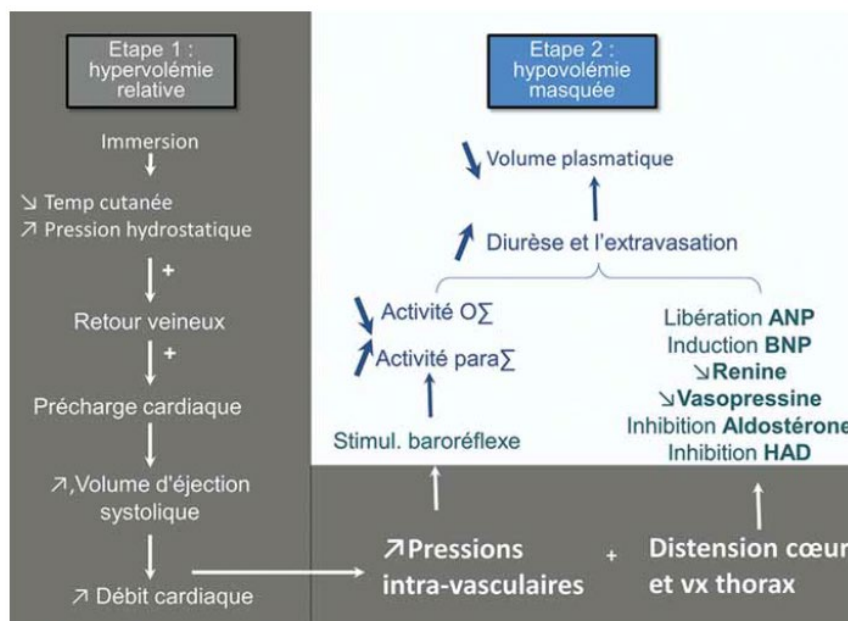 Etape 1 :
hypervolémie
relative
Immersion
↘ Temp cutanée
↗ Pression hydrostatique
+
Retour veineux
+
Précharge cardiaque
↗,Volume d'éjection
systolique
↗ Débit cardiaque
Etape 2 :
hypovolémie
masquée
↘ Volume plasmatique
↗ Diurèse et l'extravasation
↘ Activité O∑
↗ Activité para∑
Stimul. baroréflexe
Libération ANP
Induction BNP
↘Renine
↘Vasopressine
Inhibition Aldostérone
Inhibition HAD
↗Pressions
intra-vasculaires
+
Distension cœur
et vx thorax